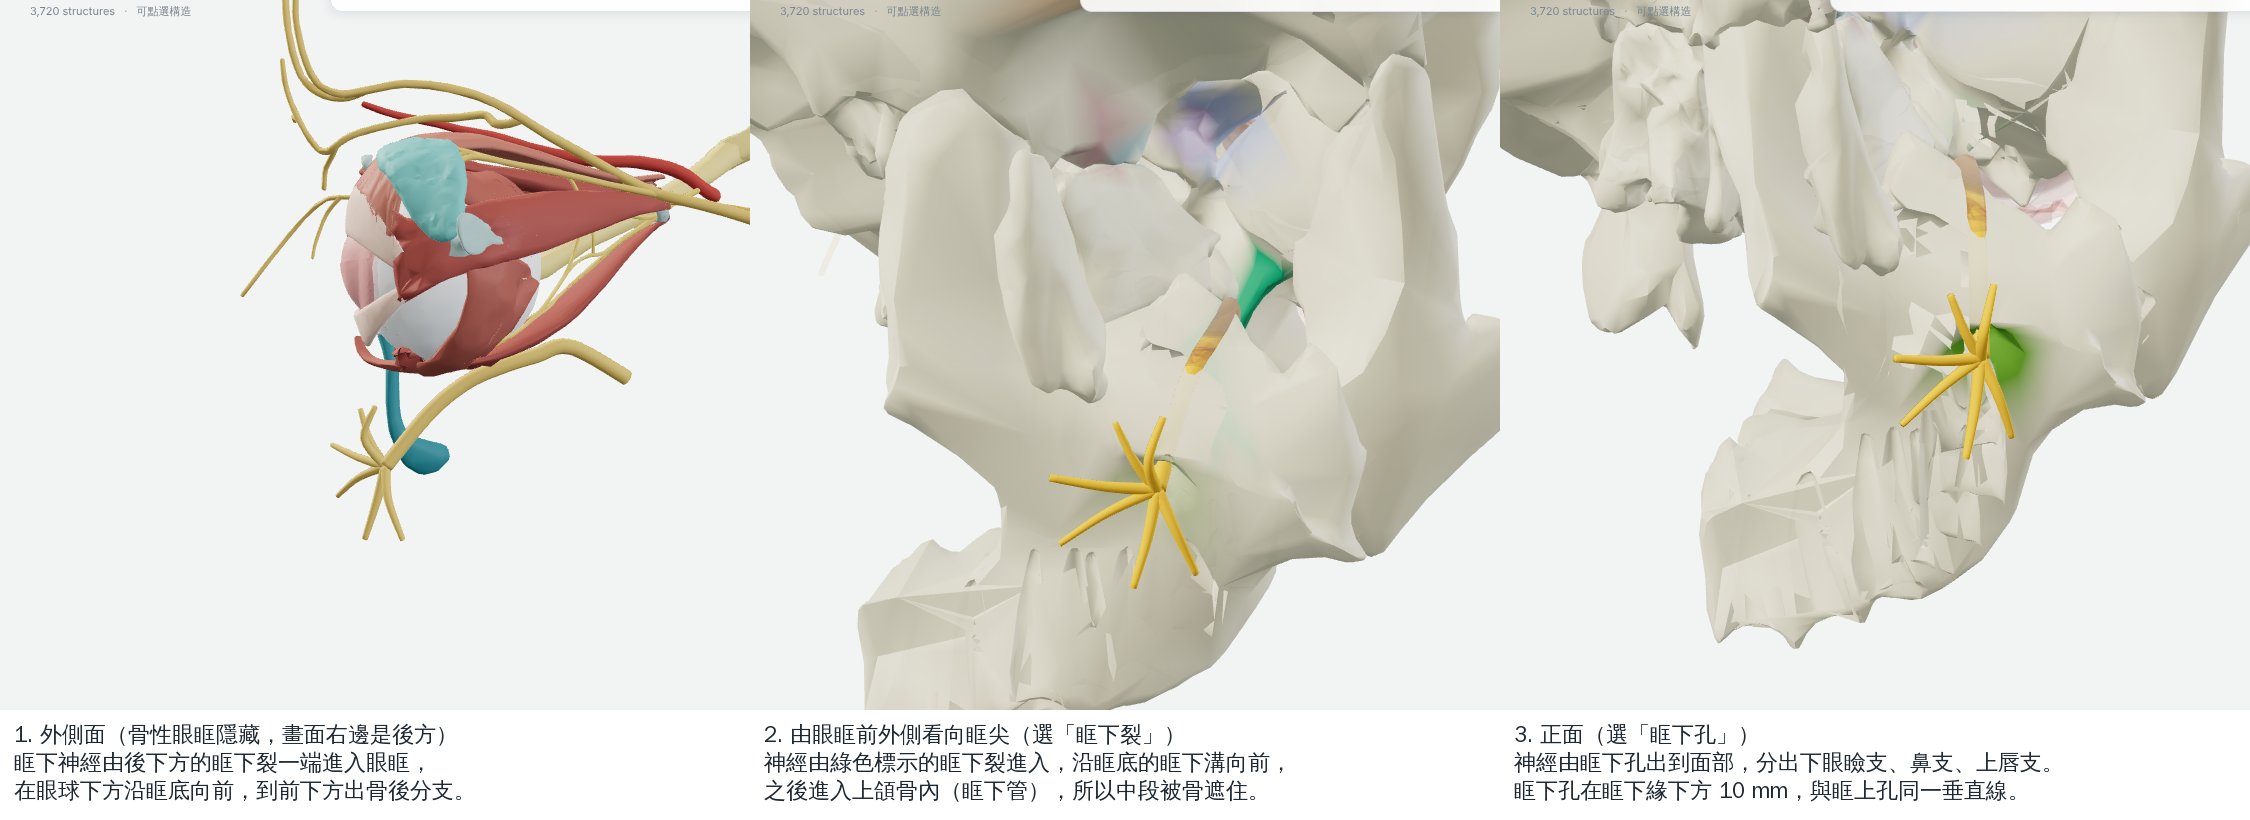 3,720 structures · 可點選構造
3,720 structures · 可點選構造
3,720 structures · 可點選構造
1. 外側面（骨性眼眶隱藏，畫面右邊是後方）
眶下神經由後下方的眶下裂一端進入眼眶，
在眼球下方沿眶底向前，到前下方出骨後分支。
2. 由眼眶前外側看向眶尖（選「眶下裂」）
神經由綠色標示的眶下裂進入，沿眶底的眶下溝向前，
之後進入上頜骨內（眶下管），所以中段被骨遮住。
3. 正面（選「眶下孔」）
神經由眶下孔出到面部，分出下眼瞼支、鼻支、上唇支。
眶下孔在眶下緣下方 10 mm，與眶上孔同一垂直線。